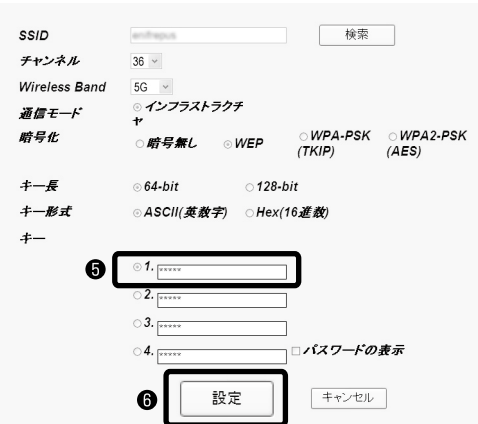 SSID
検索
チャンネル 36
Wireless Band 5G
通信モード インフラストラクチャ
暗号化 暗号無し WEP WPA-PSK (TKIP) WPA2-PSK (AES)
キー長 64-bit 128-bit
キー形式 ASCII(英数字) Hex(16進数)
キー
❺ 1. *****
2. *****
3. *****
4. ***** パスワードの表示
❻ 設定 キャンセル